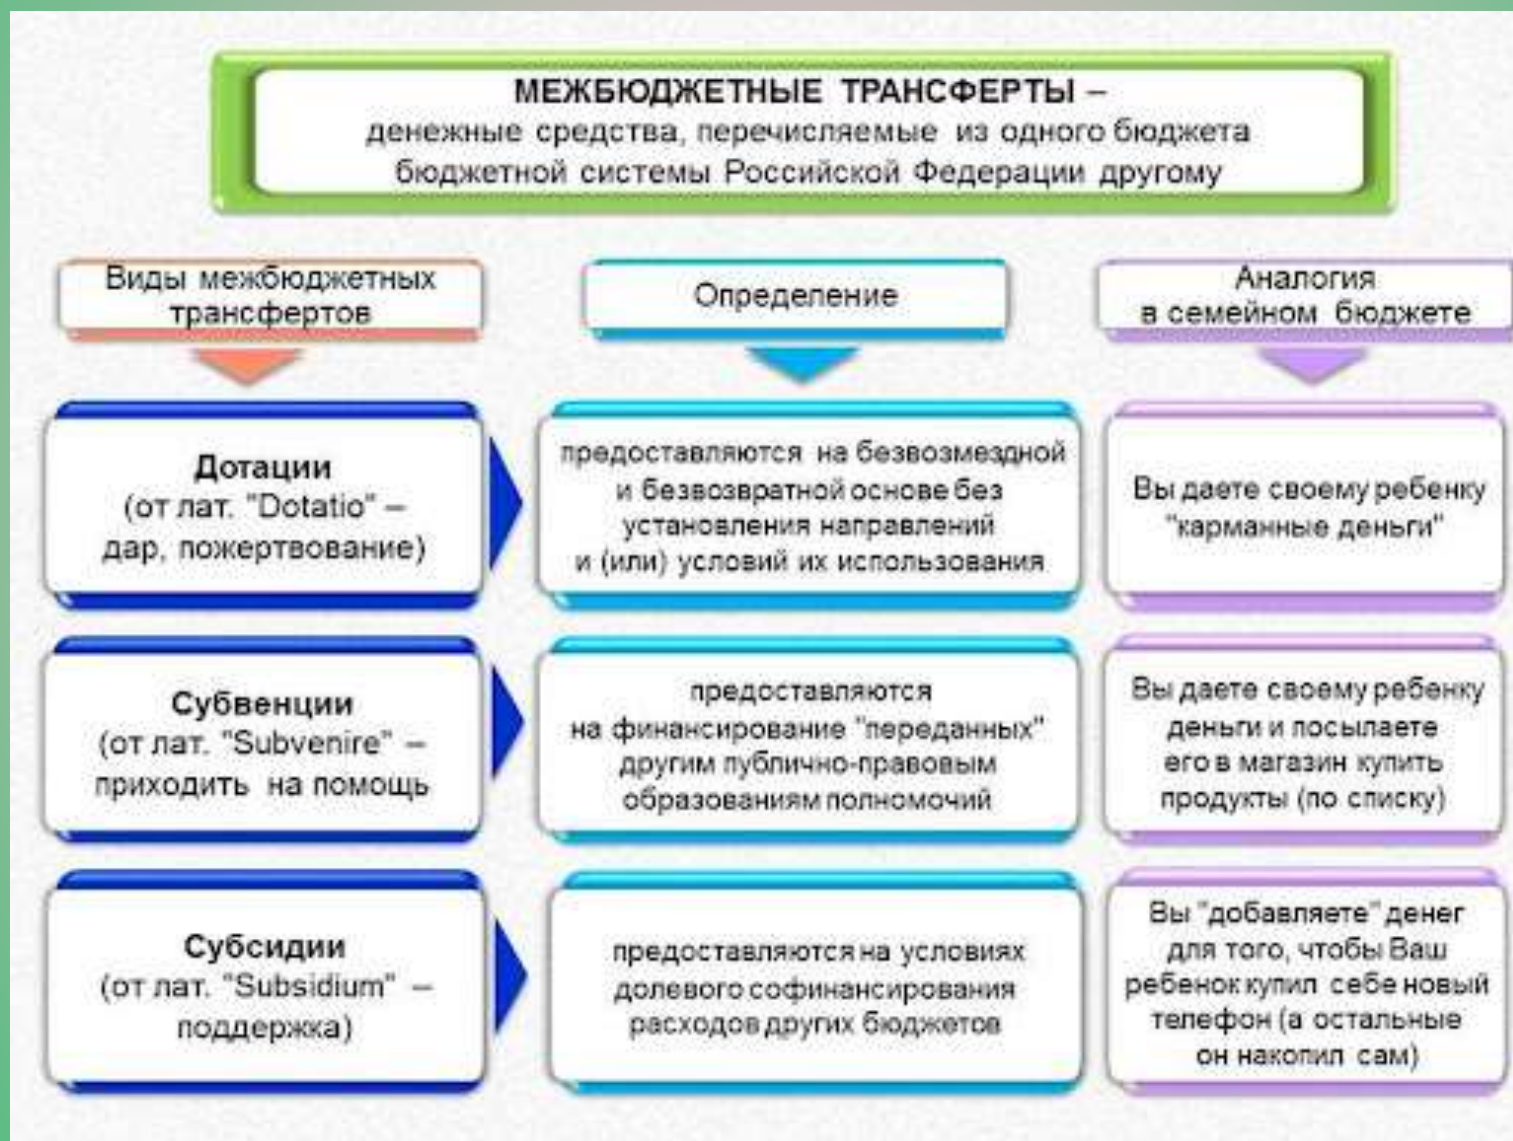 МЕЖБЮДЖЕТНЫЕ ТРАНСФЕРТЫ –
денежные средства, перечисляемые из одного бюджета
бюджетной системы Российской Федерации другому
Виды межбюджетных
трансфертов
Определение
Аналогия
в семейном бюджете
Дотации
(от лат. "Dotatio" –
дар, пожертвование)
предоставляются на безвозмездной
и безвозвратной основе без
установления направлений
и (или) условий их использования
Вы даете своему ребенку
"карманные деньги"
Субвенции
(от лат. "Subvenire" –
приходить на помощь
предоставляются
на финансирование "переданных"
другим публично-правовым
образованиям полномочий
Вы даете своему ребенку
деньги и посылаете
его в магазин купить
продукты (по списку)
Субсидии
(от лат. "Subsidium" –
поддержка)
предоставляются на условиях
долевого софинансирования
расходов других бюджетов
Вы "добавляете" денег
для того, чтобы Ваш
ребенок купил себе новый
телефон (а остальные
он накопил сам)